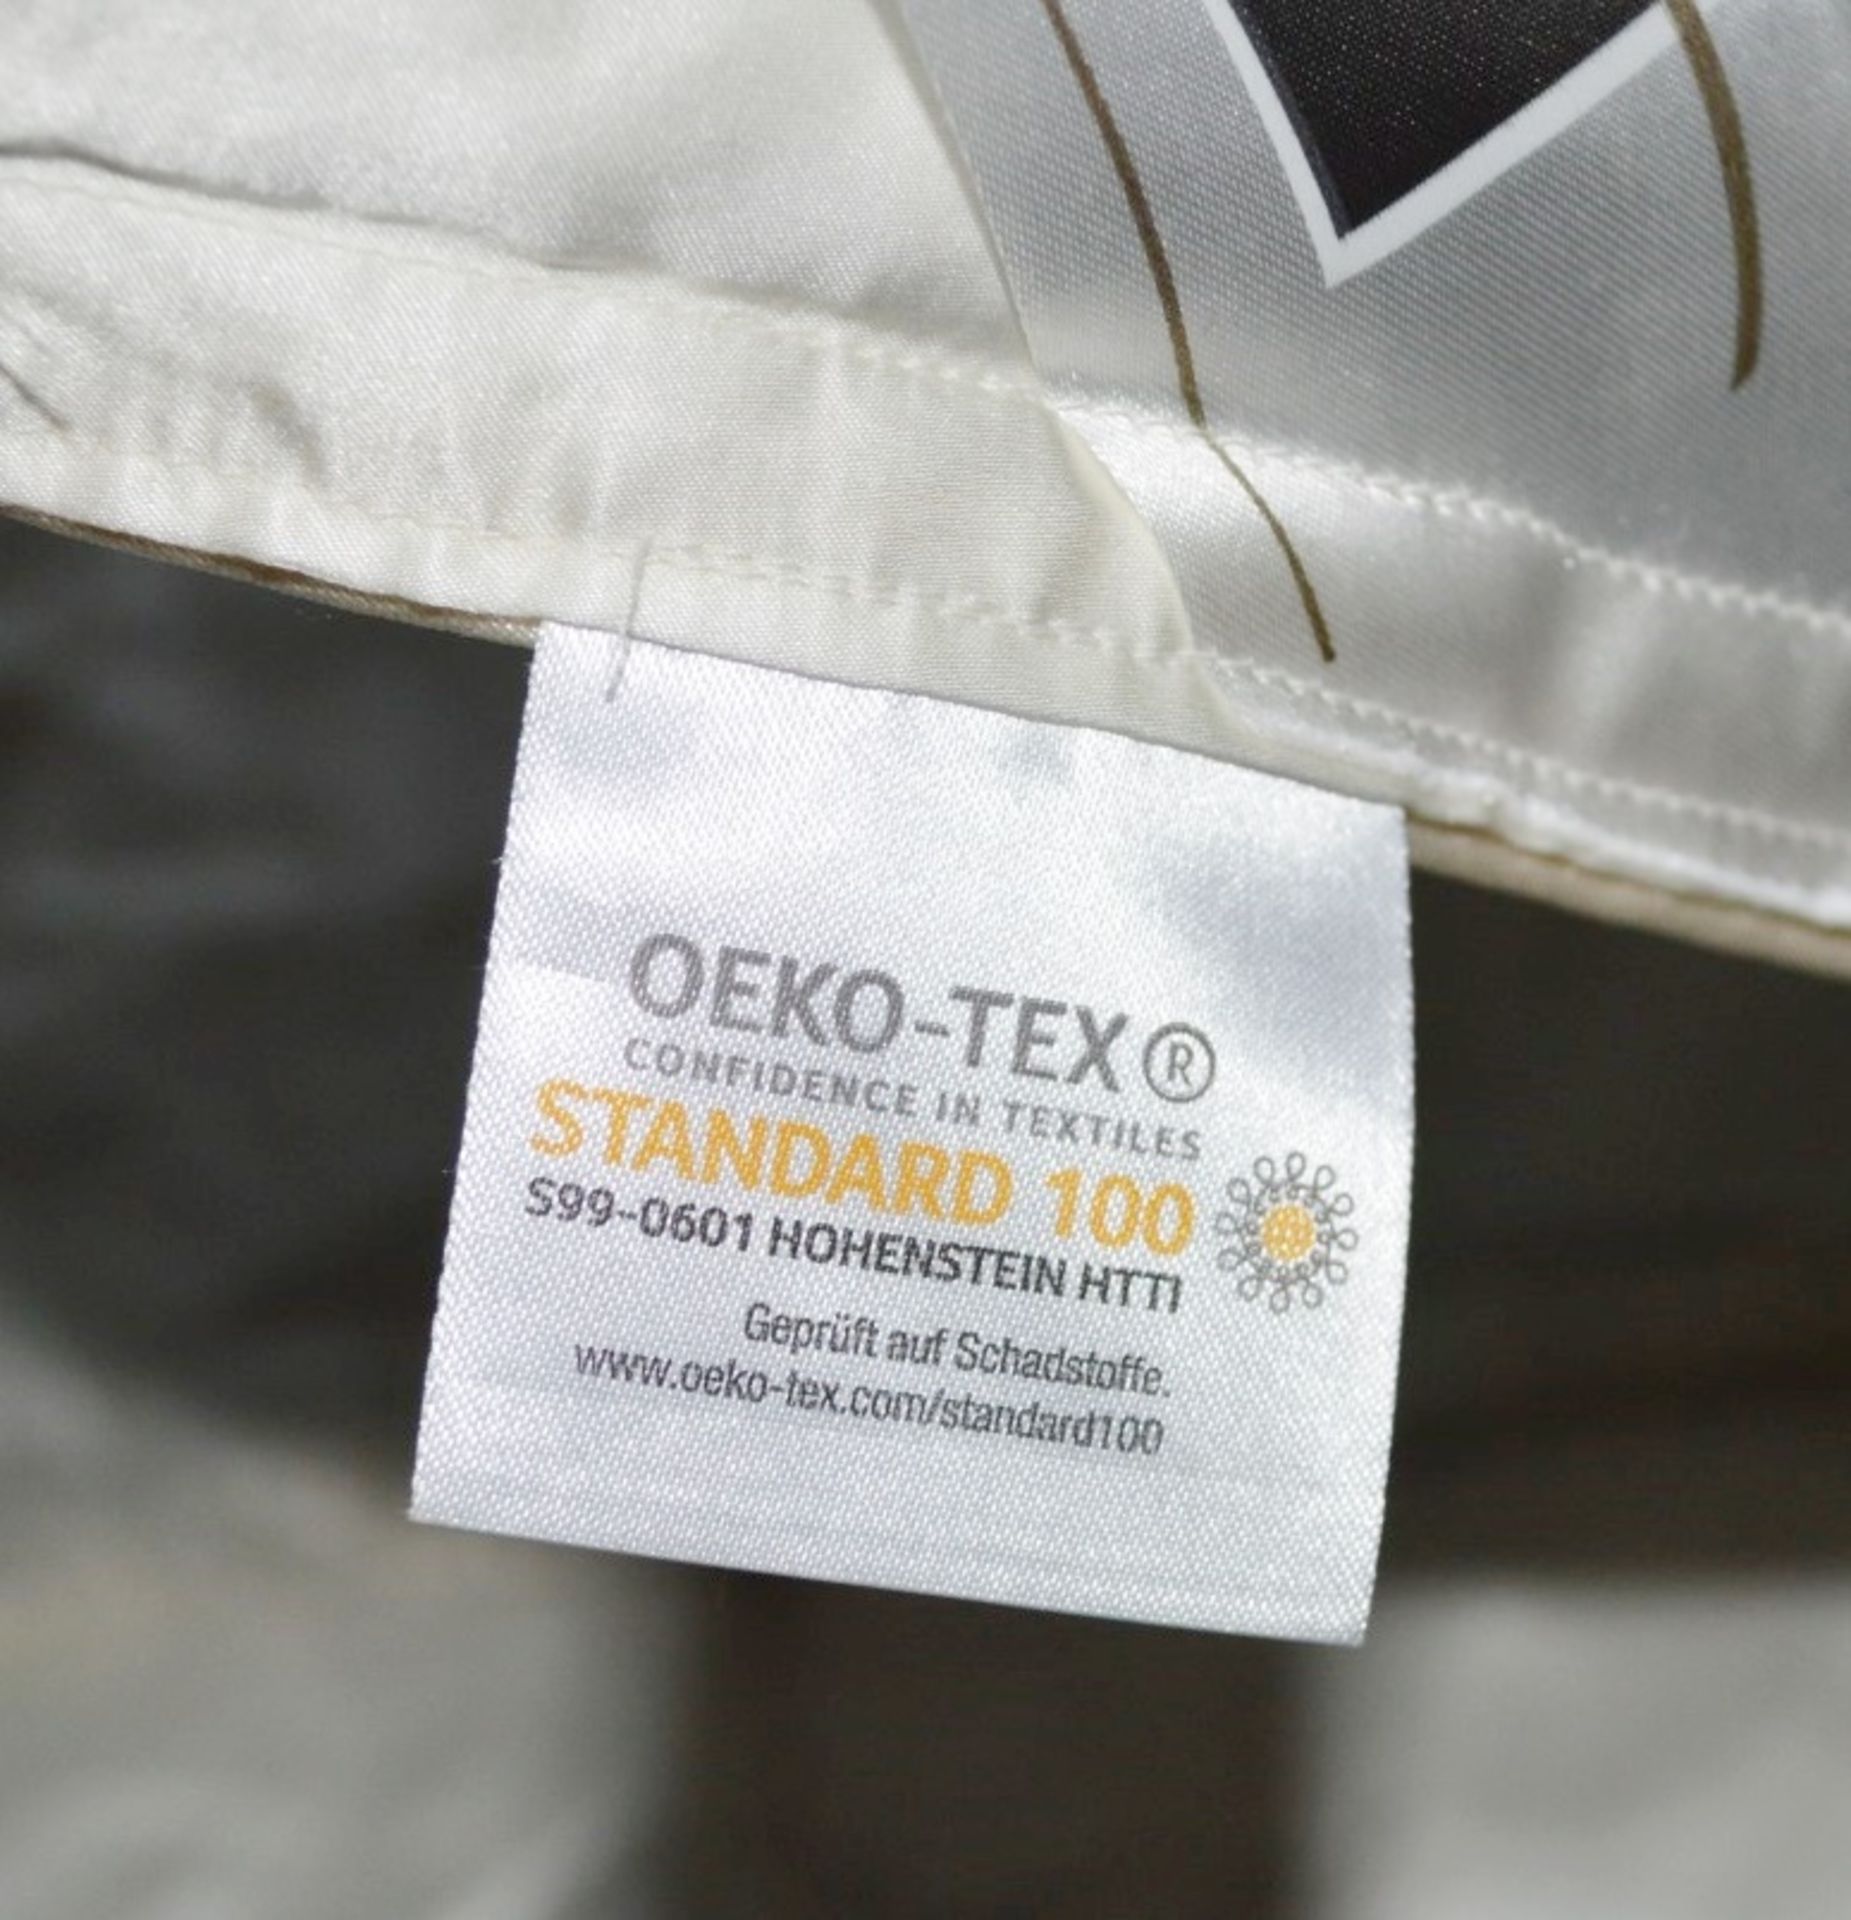 OEKO-TEX®
CONFIDENCE IN TEXTILES
STANDARD 100
S99-0601 HOHENSTEIN HTTI
Geprüft auf Schadstoffe.
www.oeko-tex.com/standard100